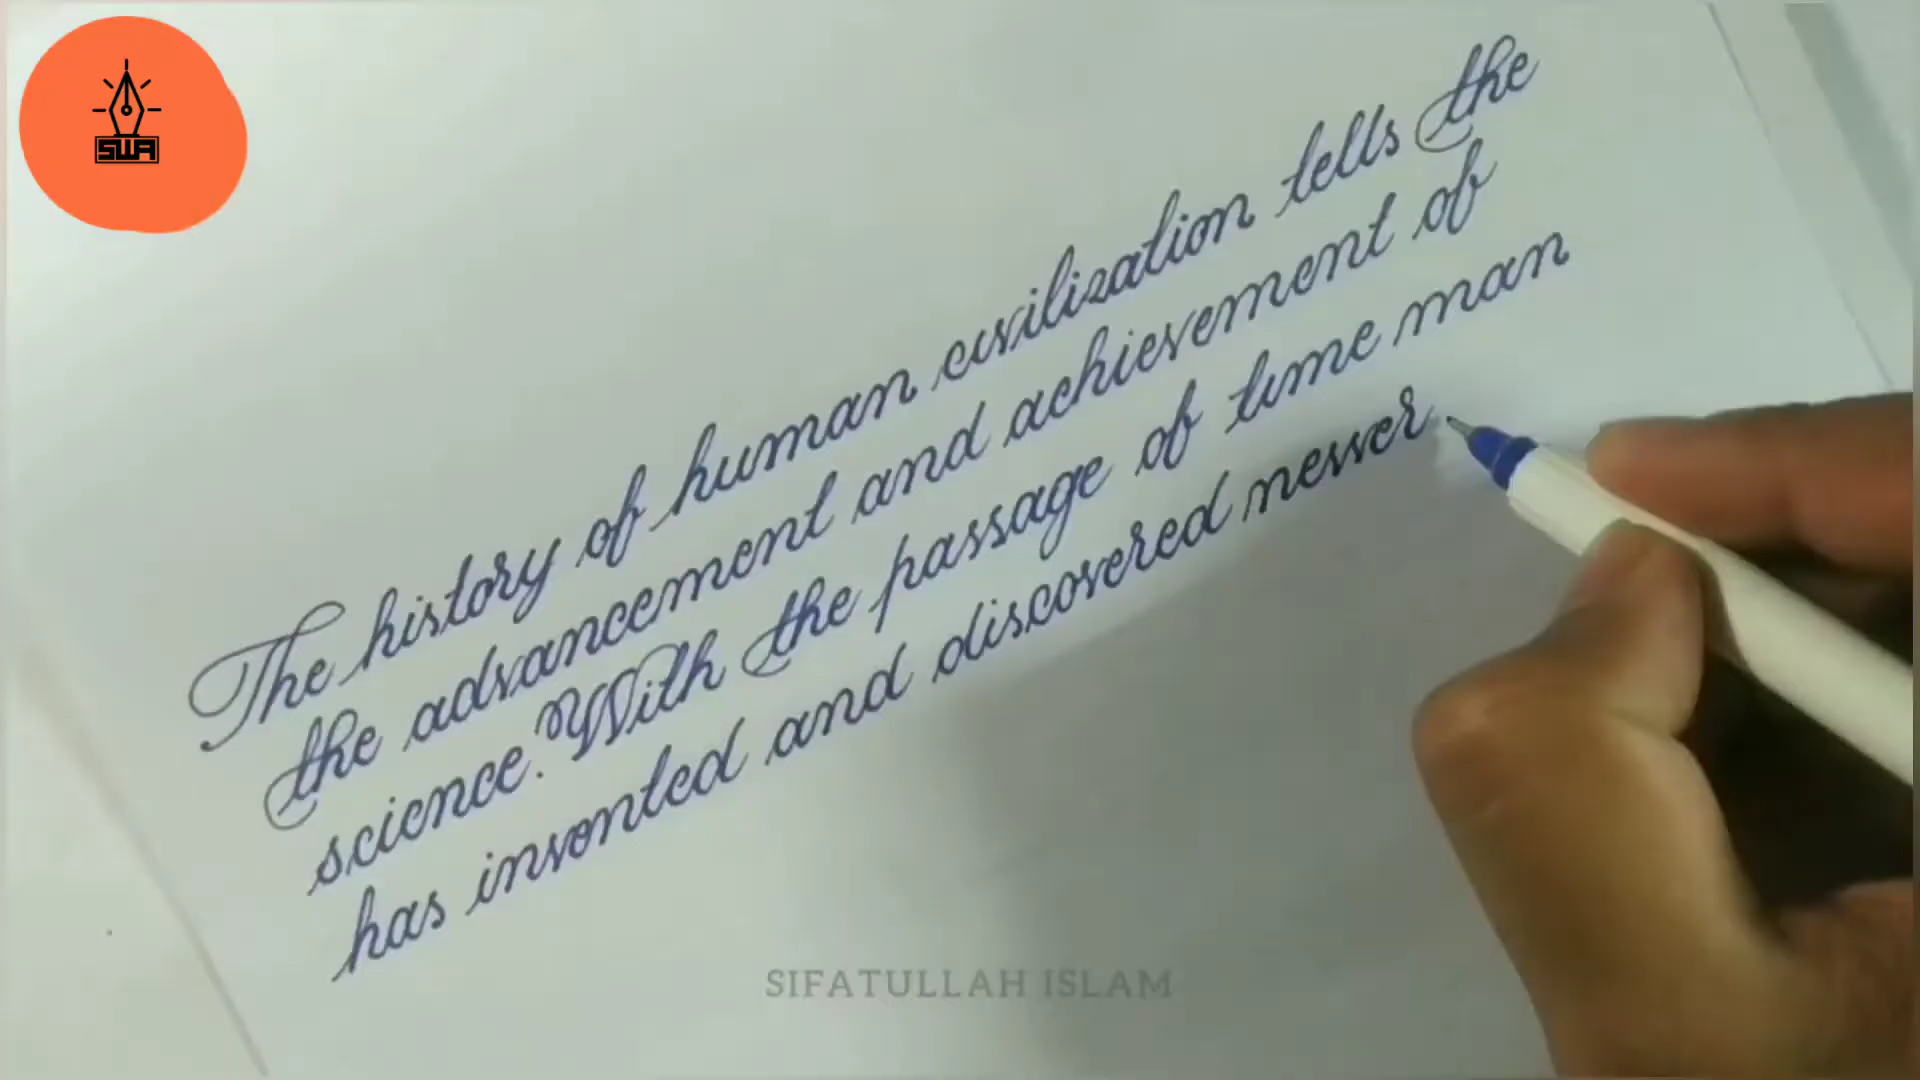 SWA
The history of human civilization tells the
the advancement and achievement of
science. With the passage of time man
has invented and discovered newer
SIFATULLAH ISLAM